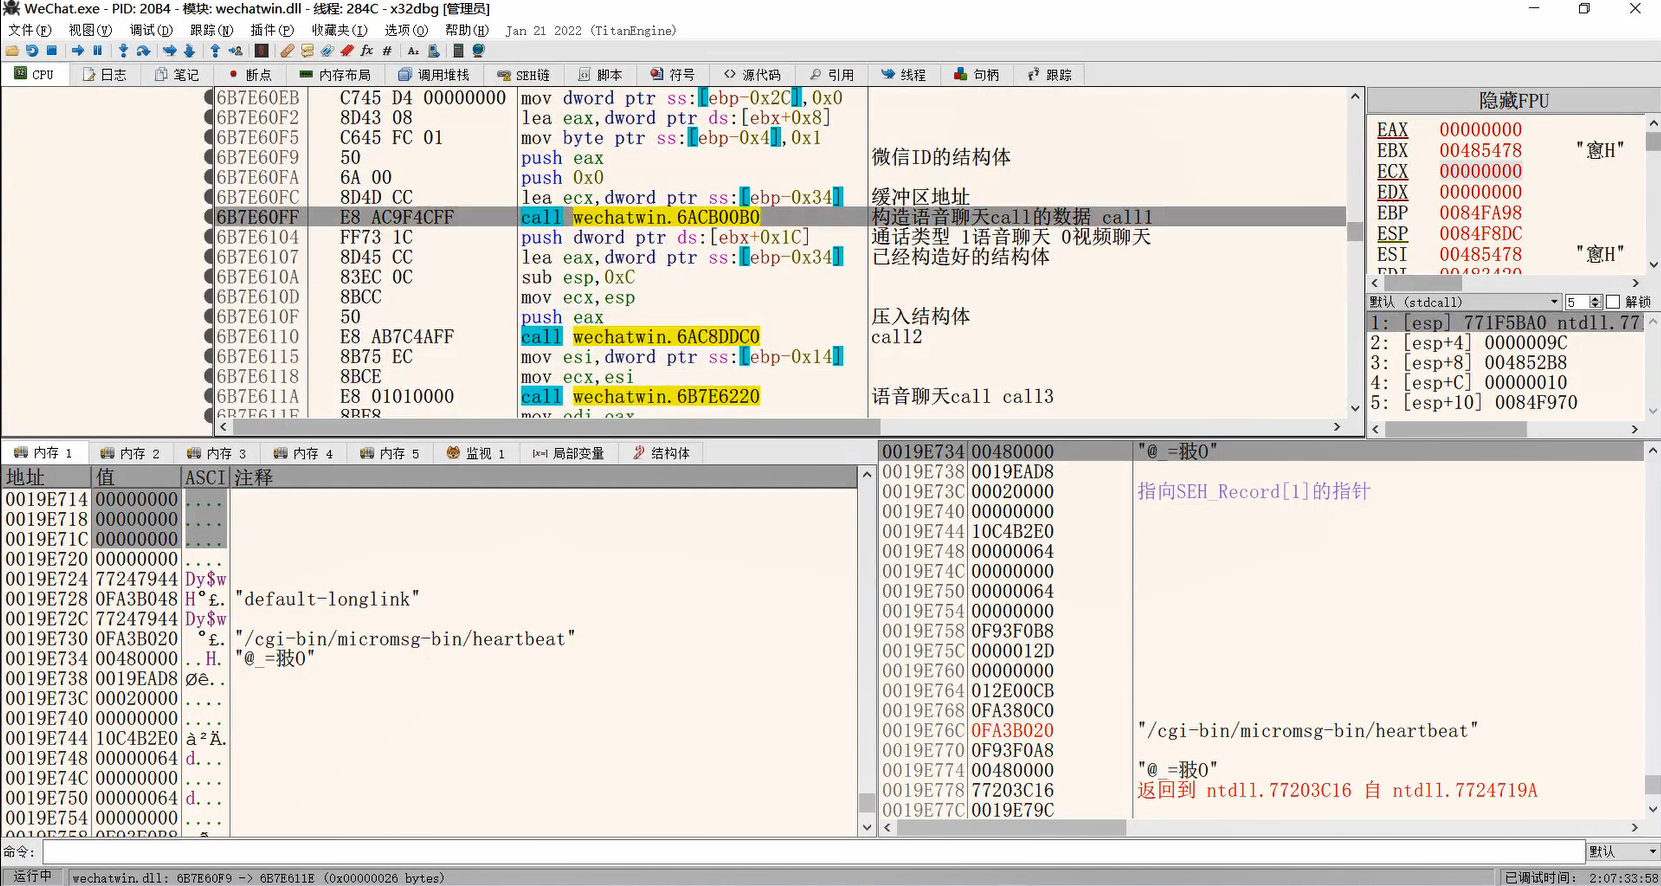 WeChat.exe - PID: 20B4 - 模块: wechatwin.dll - 线程: 284C - x32dbg [管理员]
文件(F) 视图(V) 调试(D) 跟踪(N) 插件(P) 收藏夹(I) 选项(O) 帮助(H) Jan 21 2022 (TitanEngine)
CPU 日志 笔记 断点 内存布局 调用堆栈 SEH链 脚本 符号 源代码 引用 线程 句柄 跟踪
6B7E60EB C745 D4 00000000 mov dword ptr ss:[ebp-0x2C],0x0
6B7E60F2 8D43 08 lea eax,dword ptr ds:[ebx+0x8]
6B7E60F5 C645 FC 01 mov byte ptr ss:[ebp-0x4],0x1
6B7E60F9 50 push eax 微信ID的结构体
6B7E60FA 6A 00 push 0x0
6B7E60FC 8D4D CC lea ecx,dword ptr ss:[ebp-0x34] 缓冲区地址
6B7E60FF E8 AC9F4CFF call wechatwin.6ACB00B0 构造语音聊天call的数据 call1
6B7E6104 FF73 1C push dword ptr ds:[ebx+0x1C] 通话类型 1语音聊天 0视频聊天
6B7E6107 8D45 CC lea eax,dword ptr ss:[ebp-0x34] 已经构造好的结构体
6B7E610A 83EC 0C sub esp,0xC
6B7E610D 8BCC mov ecx,esp
6B7E610F 50 push eax 压入结构体
6B7E6110 E8 AB7C4AFF call wechatwin.6AC8DDC0 call2
6B7E6115 8B75 EC mov esi,dword ptr ss:[ebp-0x14]
6B7E6118 8BCE mov ecx,esi
6B7E611A E8 01010000 call wechatwin.6B7E6220 语音聊天call call3
6B7E611F 8BF8 mov edi,eax
隐藏FPU
EAX 00000000
EBX 00485478 "窻H"
ECX 00000000
EDX 00000000
EBP 0084FA98
ESP 0084F8DC
ESI 00485478 "窻H"
默认 (stdcall) 5 解锁
1: [esp] 771F5BA0 ntdll.771
2: [esp+4] 0000009C
3: [esp+8] 004852B8
4: [esp+C] 00000010
5: [esp+10] 0084F970
内存 1 内存 2 内存 3 内存 4 内存 5 监视 1 局部变量 结构体
地址 值 ASCI 注释
0019E714 00000000 ....
0019E718 00000000 ....
0019E71C 00000000 ....
0019E720 00000000 ....
0019E724 77247944 Dy$w
0019E728 0FA3B048 H°£. "default-longlink"
0019E72C 77247944 Dy$w
0019E730 0FA3B020 °£. "/cgi-bin/micromsg-bin/heartbeat"
0019E734 00480000 ..H. "@_=翄O"
0019E738 0019EAD8 Øê..
0019E73C 00020000 ....
0019E740 00000000 ....
0019E744 10C4B2E0 à²Ä.
0019E748 00000064 d...
0019E74C 00000000 ....
0019E750 00000064 d...
0019E754 00000000 ....
0019E758 0F93F0B8
0019E734 00480000 "@_=翄O"
0019E738 0019EAD8
0019E73C 00020000 指向SEH_Record[1]的指针
0019E740 00000000
0019E744 10C4B2E0
0019E748 00000064
0019E74C 00000000
0019E750 00000064
0019E754 00000000
0019E758 0F93F0B8
0019E75C 0000012D
0019E760 00000000
0019E764 012E00CB
0019E768 0FA380C0
0019E76C 0FA3B020 "/cgi-bin/micromsg-bin/heartbeat"
0019E770 0F93F0A8
0019E774 00480000 "@_=翄O"
0019E778 77203C16 返回到 ntdll.77203C16 自 ntdll.7724719A
0019E77C 0019E79C
命令: 默认
运行中 wechatwin.dll: 6B7E60F9 -> 6B7E611E (0x00000026 bytes) 已调试时间: 2:07:33:58